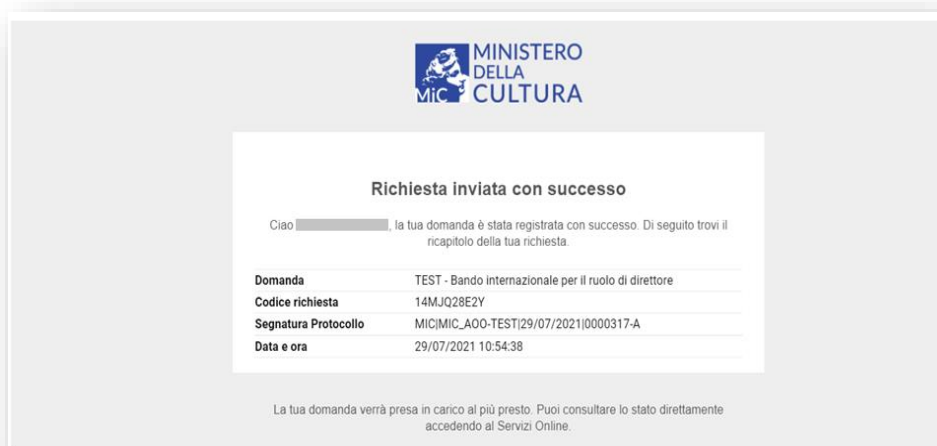 MINISTERO
DELLA
MiC CULTURA
Richiesta inviata con successo
Ciao , la tua domanda è stata registrata con successo. Di seguito trovi il
ricapitolo della tua richiesta.
Domanda TEST - Bando internazionale per il ruolo di direttore
Codice richiesta 14MJQ28E2Y
Segnatura Protocollo MIC|MIC_AOO-TEST|29/07/2021|0000317-A
Data e ora 29/07/2021 10:54:38
La tua domanda verrà presa in carico al più presto. Puoi consultare lo stato direttamente
accedendo al Servizi Online.